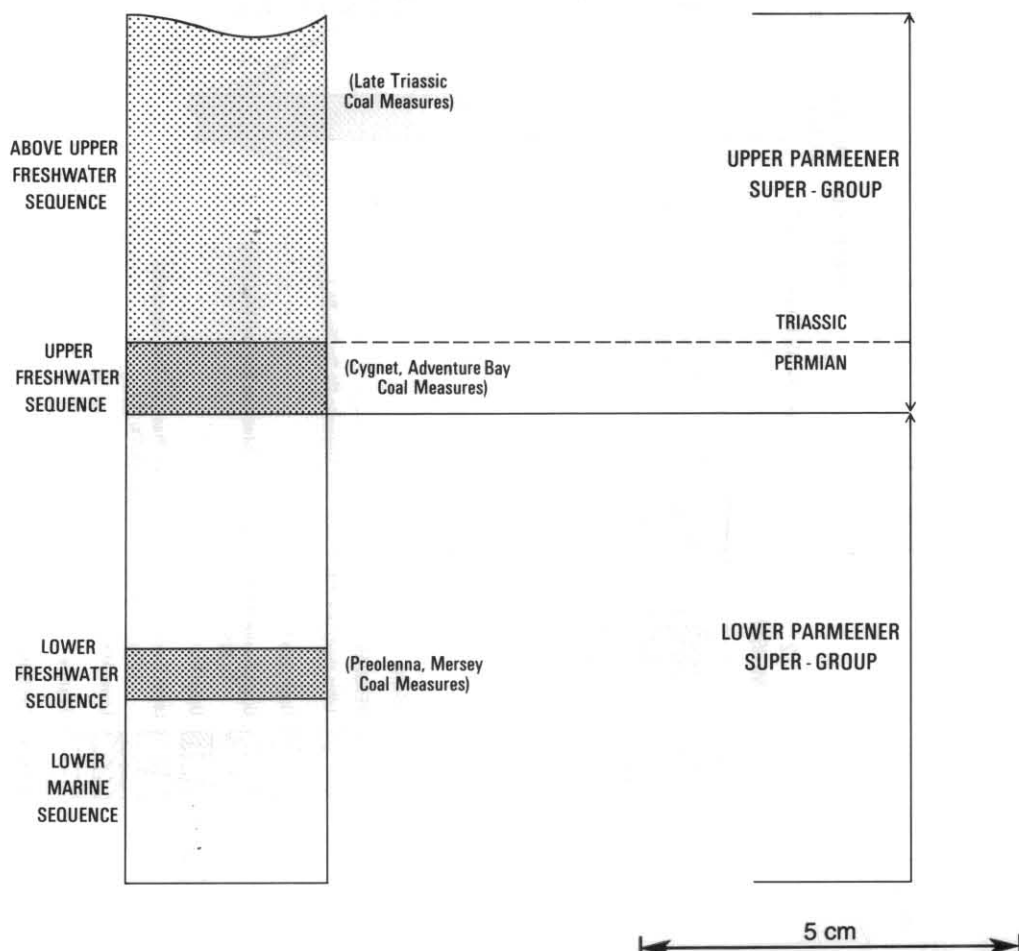 (Late Triassic
Coal Measures)
ABOVE UPPER
FRESHWATER
SEQUENCE
UPPER PARMEENER
SUPER - GROUP
TRIASSIC
UPPER
FRESHWATER
SEQUENCE
(Cygnet, Adventure Bay
Coal Measures)
PERMIAN
LOWER
FRESHWATER
SEQUENCE
(Preolenna, Mersey
Coal Measures)
LOWER PARMEENER
SUPER - GROUP
LOWER
MARINE
SEQUENCE
5 cm